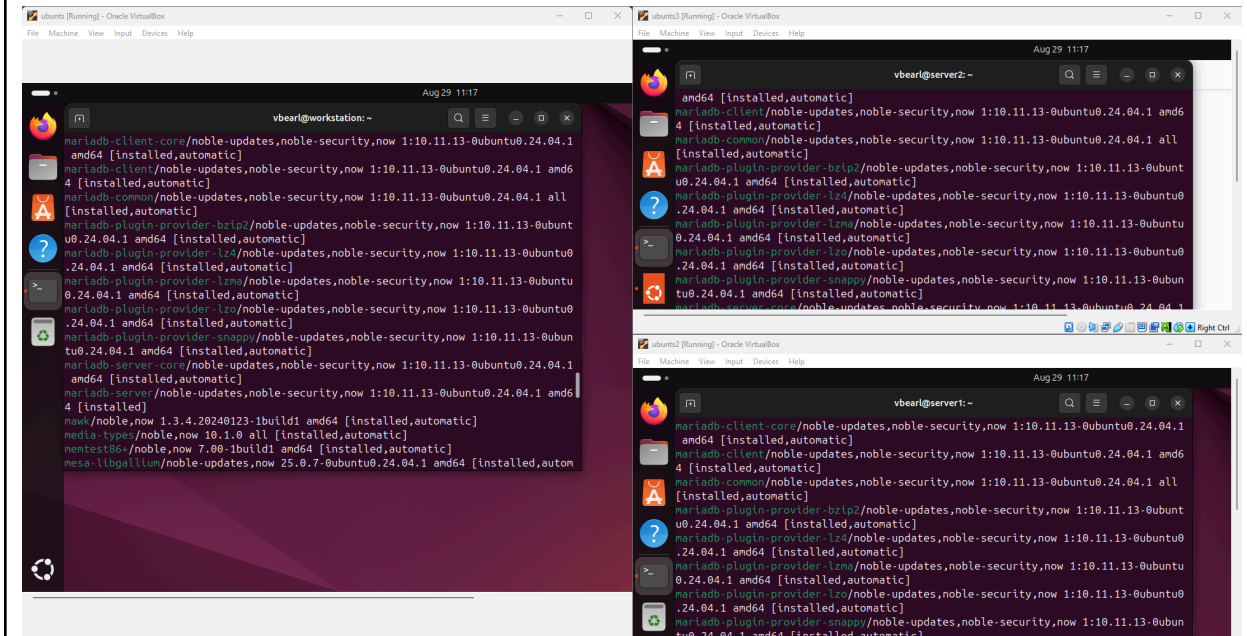 ubunts [Running] - Oracle VirtualBox
File Machine View Input Devices Help
Aug 29 11:17
vbearl@workstation: ~
mariadb-client-core/noble-updates,noble-security,now 1:10.11.13-0ubuntu0.24.04.1
amd64 [installed,automatic]
mariadb-client/noble-updates,noble-security,now 1:10.11.13-0ubuntu0.24.04.1 amd6
4 [installed,automatic]
mariadb-common/noble-updates,noble-security,now 1:10.11.13-0ubuntu0.24.04.1 all
[installed,automatic]
mariadb-plugin-provider-bzip2/noble-updates,noble-security,now 1:10.11.13-0ubunt
u0.24.04.1 amd64 [installed,automatic]
mariadb-plugin-provider-lz4/noble-updates,noble-security,now 1:10.11.13-0ubuntu0
.24.04.1 amd64 [installed,automatic]
mariadb-plugin-provider-lzma/noble-updates,noble-security,now 1:10.11.13-0ubuntu
0.24.04.1 amd64 [installed,automatic]
mariadb-plugin-provider-lzo/noble-updates,noble-security,now 1:10.11.13-0ubuntu0
.24.04.1 amd64 [installed,automatic]
mariadb-plugin-provider-snappy/noble-updates,noble-security,now 1:10.11.13-0ubun
tu0.24.04.1 amd64 [installed,automatic]
mariadb-server-core/noble-updates,noble-security,now 1:10.11.13-0ubuntu0.24.04.1
amd64 [installed,automatic]
mariadb-server/noble-updates,noble-security,now 1:10.11.13-0ubuntu0.24.04.1 amd6
4 [installed]
mawk/noble,now 1.3.4.20240123-1build1 amd64 [installed,automatic]
media-types/noble,now 10.1.0 all [installed,automatic]
memtest86+/noble,now 7.00-1build1 amd64 [installed,automatic]
mesa-libgallium/noble-updates,now 25.0.7-0ubuntu0.24.04.1 amd64 [installed,autom
ubunts3 [Running] - Oracle VirtualBox
File Machine View Input Devices Help
Aug 29 11:17
vbearl@server2: ~
amd64 [installed,automatic]
mariadb-client/noble-updates,noble-security,now 1:10.11.13-0ubuntu0.24.04.1 amd6
4 [installed,automatic]
mariadb-common/noble-updates,noble-security,now 1:10.11.13-0ubuntu0.24.04.1 all
[installed,automatic]
mariadb-plugin-provider-bzip2/noble-updates,noble-security,now 1:10.11.13-0ubunt
u0.24.04.1 amd64 [installed,automatic]
mariadb-plugin-provider-lz4/noble-updates,noble-security,now 1:10.11.13-0ubuntu0
.24.04.1 amd64 [installed,automatic]
mariadb-plugin-provider-lzma/noble-updates,noble-security,now 1:10.11.13-0ubuntu
0.24.04.1 amd64 [installed,automatic]
mariadb-plugin-provider-lzo/noble-updates,noble-security,now 1:10.11.13-0ubuntu0
.24.04.1 amd64 [installed,automatic]
mariadb-plugin-provider-snappy/noble-updates,noble-security,now 1:10.11.13-0ubun
tu0.24.04.1 amd64 [installed,automatic]
mariadb-server-core/noble-updates,noble-security,now 1:10.11.13-0ubuntu0.24.04.1
Right Ctrl
ubunts2 [Running] - Oracle VirtualBox
File Machine View Input Devices Help
Aug 29 11:17
vbearl@server1: ~
mariadb-client-core/noble-updates,noble-security,now 1:10.11.13-0ubuntu0.24.04.1
amd64 [installed,automatic]
mariadb-client/noble-updates,noble-security,now 1:10.11.13-0ubuntu0.24.04.1 amd6
4 [installed,automatic]
mariadb-common/noble-updates,noble-security,now 1:10.11.13-0ubuntu0.24.04.1 all
[installed,automatic]
mariadb-plugin-provider-bzip2/noble-updates,noble-security,now 1:10.11.13-0ubunt
u0.24.04.1 amd64 [installed,automatic]
mariadb-plugin-provider-lz4/noble-updates,noble-security,now 1:10.11.13-0ubuntu0
.24.04.1 amd64 [installed,automatic]
mariadb-plugin-provider-lzma/noble-updates,noble-security,now 1:10.11.13-0ubuntu
0.24.04.1 amd64 [installed,automatic]
mariadb-plugin-provider-lzo/noble-updates,noble-security,now 1:10.11.13-0ubuntu0
.24.04.1 amd64 [installed,automatic]
mariadb-plugin-provider-snappy/noble-updates,noble-security,now 1:10.11.13-0ubun
tu0.24.04.1 amd64 [installed,automatic]